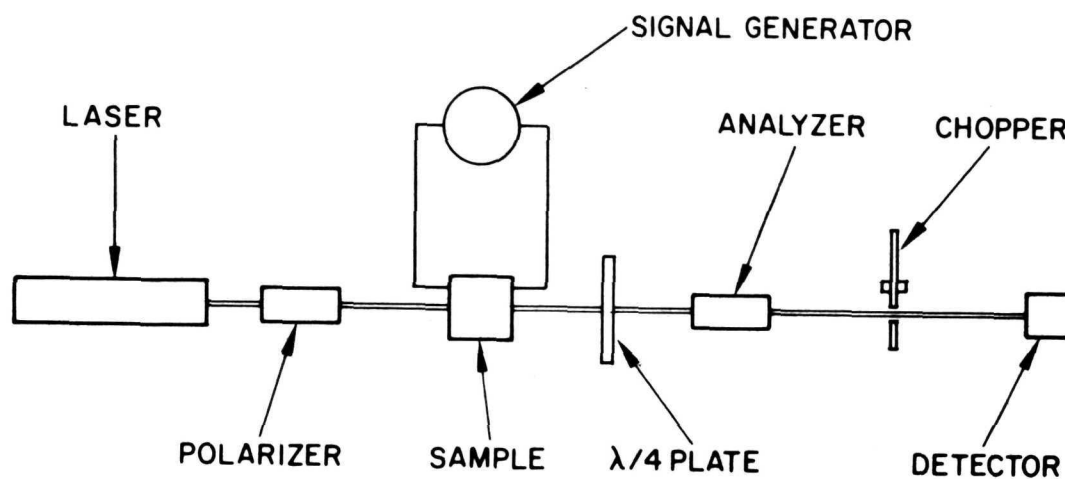 SIGNAL GENERATOR
LASER
ANALYZER
CHOPPER
POLARIZER
SAMPLE
λ/4 PLATE
DETECTOR